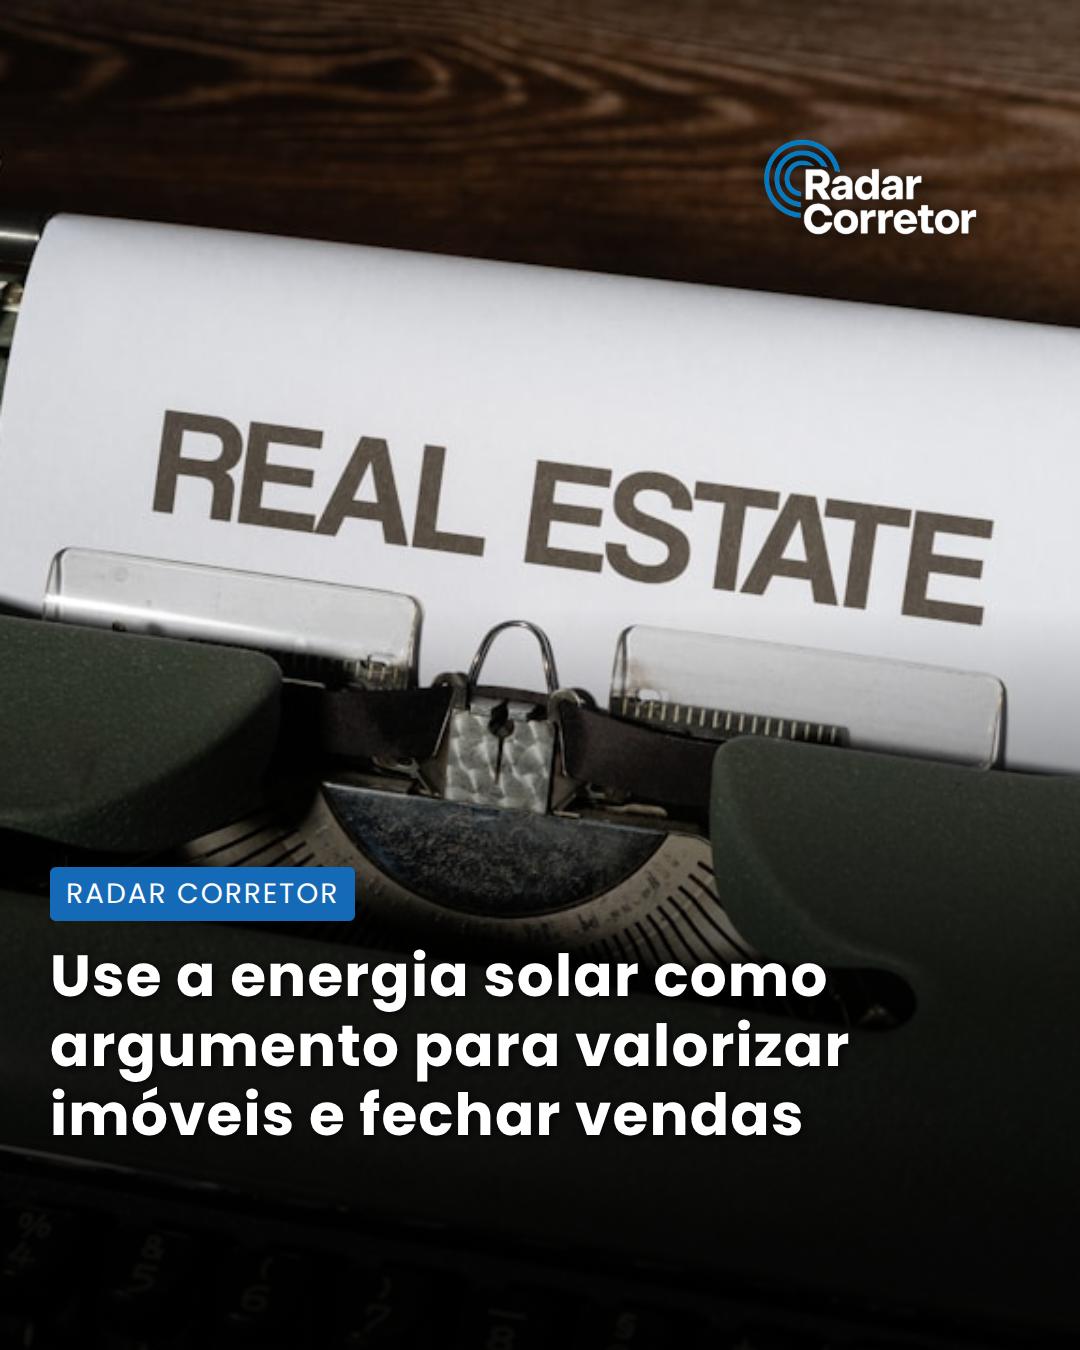 Radar
Corretor
REAL ESTATE
RADAR CORRETOR
Use a energia solar como
argumento para valorizar
imóveis e fechar vendas